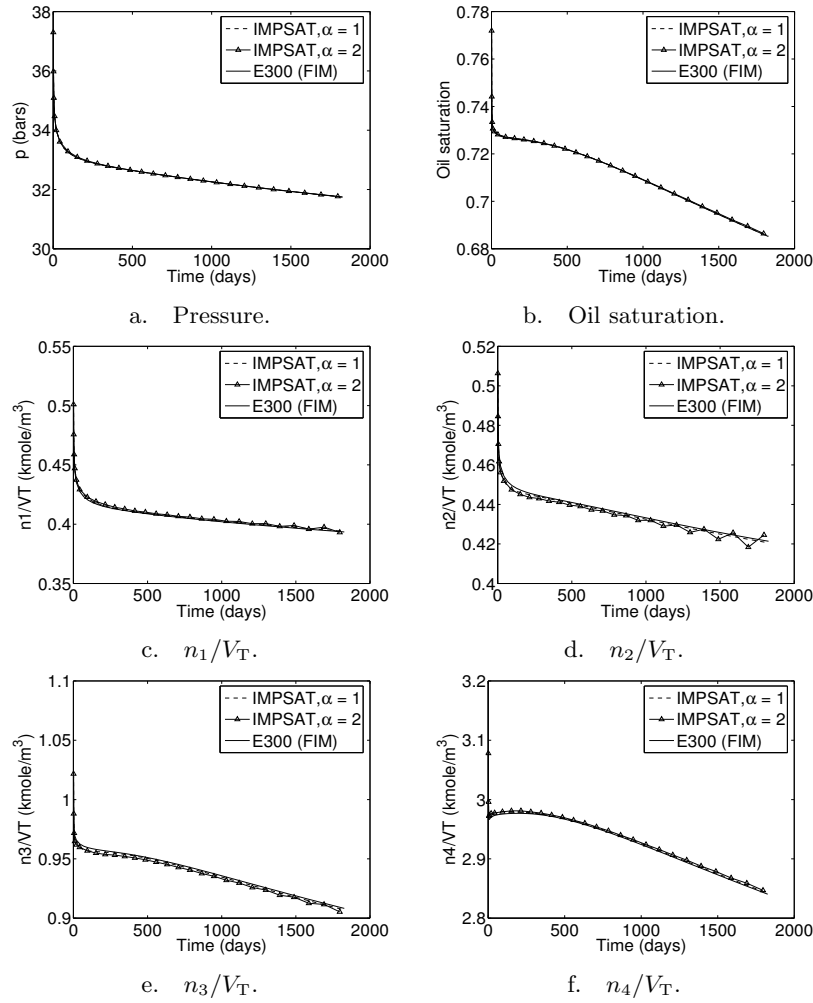 38
36
34
32
30
p (bars)
0 500 1000 1500 2000
Time (days)
IMPSAT,α = 1
IMPSAT,α = 2
E300 (FIM)
a. Pressure.
0.78
0.76
0.74
0.72
0.7
0.68
Oil saturation
0 500 1000 1500 2000
Time (days)
IMPSAT,α = 1
IMPSAT,α = 2
E300 (FIM)
b. Oil saturation.
0.55
0.5
0.45
0.4
0.35
n1/VT (kmole/m³)
0 500 1000 1500 2000
Time (days)
IMPSAT,α = 1
IMPSAT,α = 2
E300 (FIM)
c. n₁/V_T.
0.52
0.5
0.48
0.46
0.44
0.42
0.4
n2/VT (kmole/m³)
0 500 1000 1500 2000
Time (days)
IMPSAT,α = 1
IMPSAT,α = 2
E300 (FIM)
d. n₂/V_T.
1.1
1.05
1
0.95
0.9
n3/VT (kmole/m³)
0 500 1000 1500 2000
Time (days)
IMPSAT,α = 1
IMPSAT,α = 2
E300 (FIM)
e. n₃/V_T.
3.2
3.1
3
2.9
2.8
n4/VT (kmole/m³)
0 500 1000 1500 2000
Time (days)
IMPSAT,α = 1
IMPSAT,α = 2
E300 (FIM)
f. n₄/V_T.